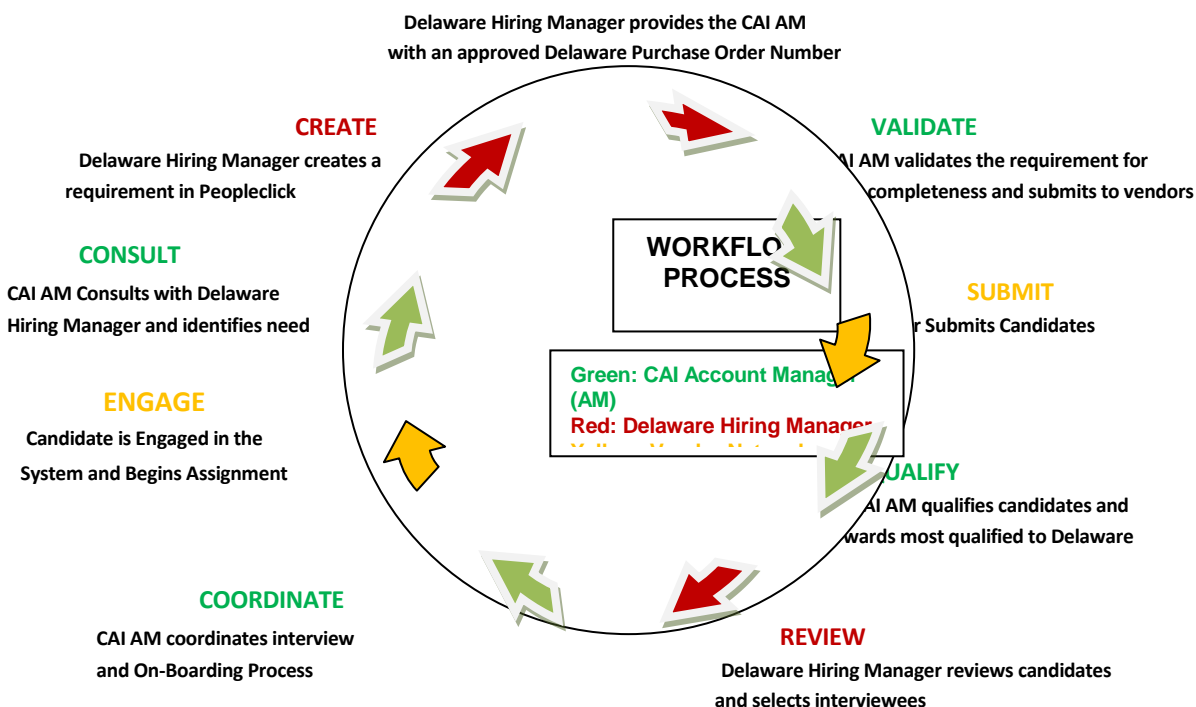 Delaware Hiring Manager provides the CAI AM
with an approved Delaware Purchase Order Number
CREATE
Delaware Hiring Manager creates a
requirement in Peopleclick
VALIDATE
AI AM validates the requirement for
completeness and submits to vendors
WORKFLO
PROCESS
CONSULT
CAI AM Consults with Delaware
Hiring Manager and identifies need
SUBMIT
r Submits Candidates
Green: CAI Account Manager
(AM)
Red: Delaware Hiring Manager
ENGAGE
Candidate is Engaged in the
System and Begins Assignment
UALIFY
AI AM qualifies candidates and
wards most qualified to Delaware
COORDINATE
CAI AM coordinates interview
and On-Boarding Process
REVIEW
Delaware Hiring Manager reviews candidates
and selects interviewees